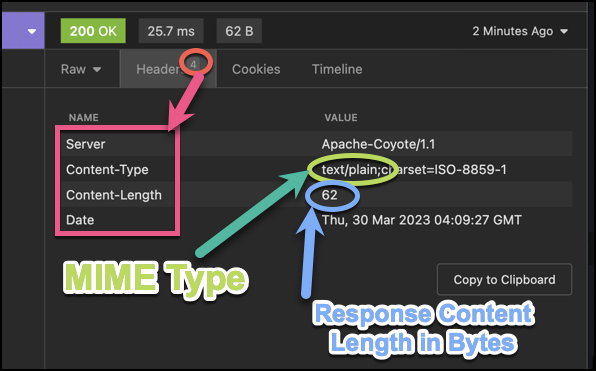 200 OK 25.7 ms 62 B 2 Minutes Ago
Raw Header 4 Cookies Timeline
NAME VALUE
Server Apache-Coyote/1.1
Content-Type text/plain;charset=ISO-8859-1
Content-Length 62
Date Thu, 30 Mar 2023 04:09:27 GMT
MIME Type
Copy to Clipboard
Response Content
Length in Bytes